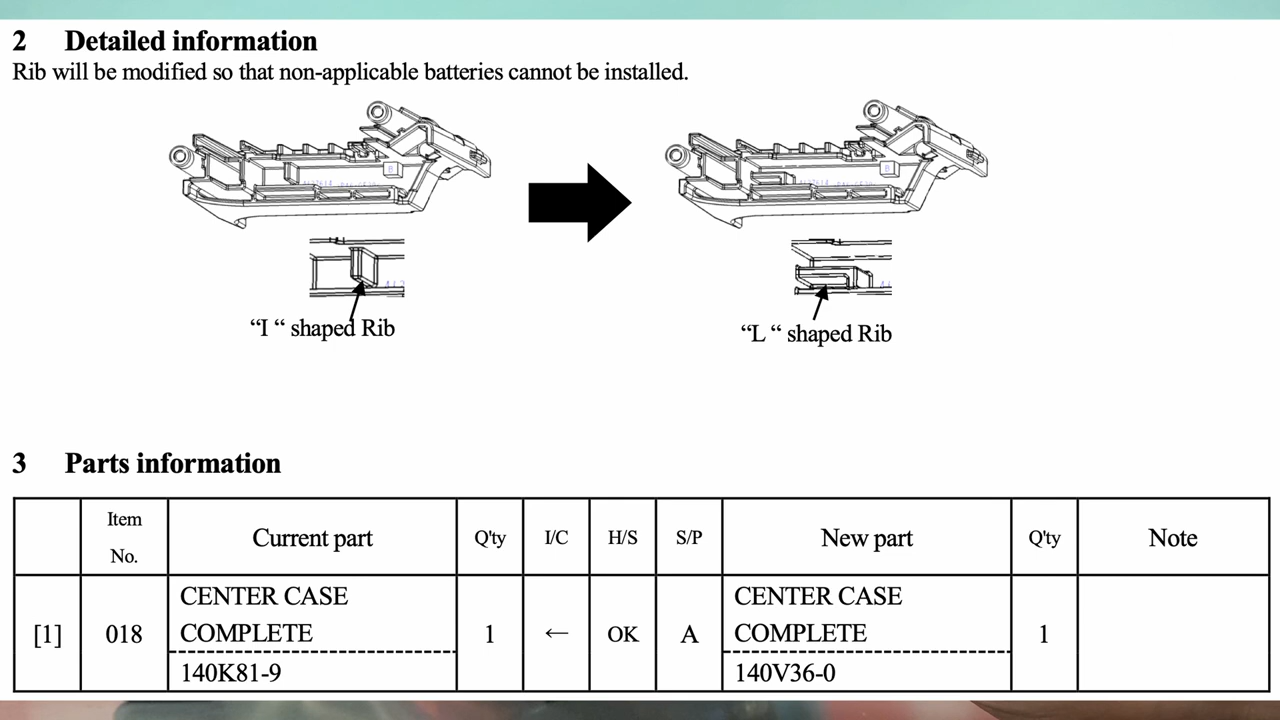 2 Detailed information
Rib will be modified so that non-applicable batteries cannot be installed.
“I “ shaped Rib
“L “ shaped Rib
3 Parts information
Item No. Current part Q'ty I/C H/S S/P New part Q'ty Note
[1] 018 CENTER CASE COMPLETE 140K81-9 1 ← OK A CENTER CASE COMPLETE 140V36-0 1